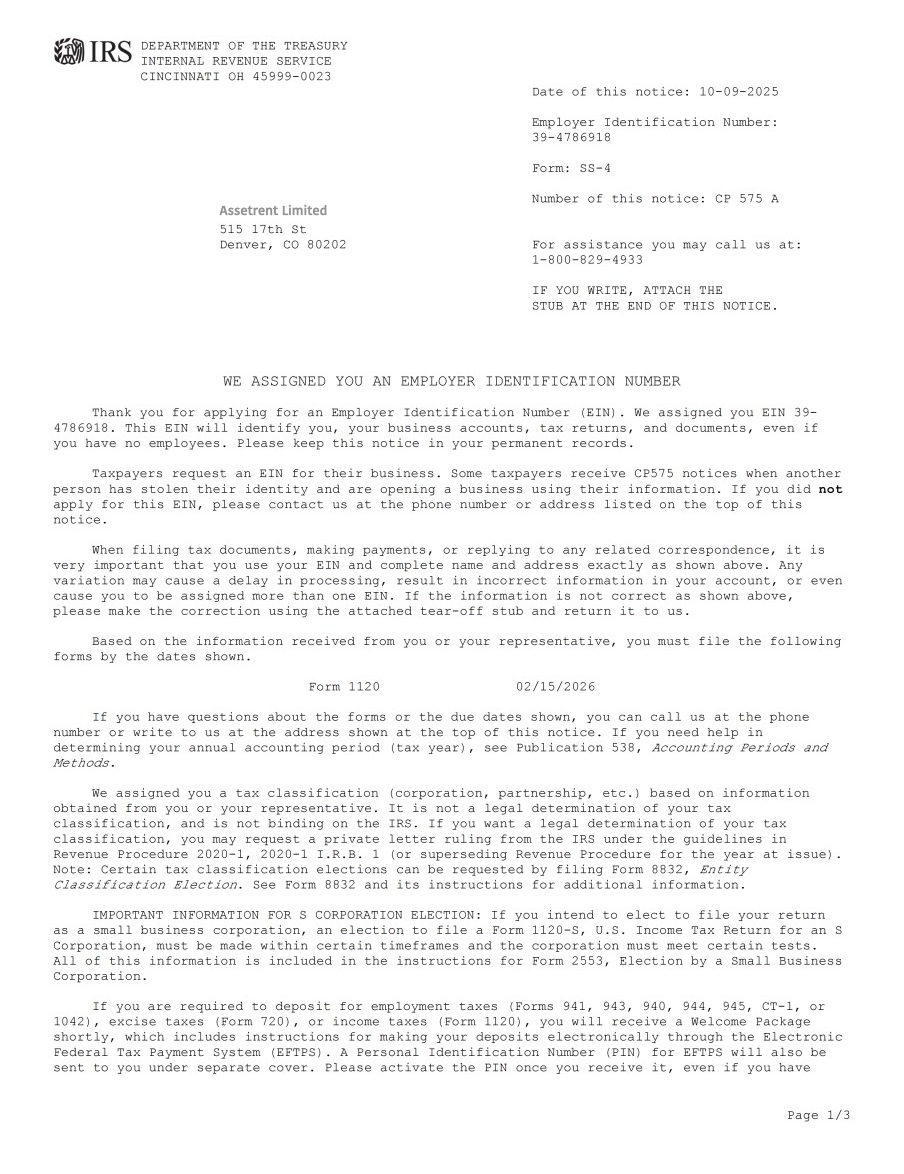 IRS DEPARTMENT OF THE TREASURY
INTERNAL REVENUE SERVICE
CINCINNATI OH 45999-0023
Date of this notice: 10-09-2025
Employer Identification Number:
39-4786918
Form: SS-4
Number of this notice: CP 575 A
Assetrent Limited
515 17th St
Denver, CO 80202
For assistance you may call us at:
1-800-829-4933
IF YOU WRITE, ATTACH THE
STUB AT THE END OF THIS NOTICE.
WE ASSIGNED YOU AN EMPLOYER IDENTIFICATION NUMBER
Thank you for applying for an Employer Identification Number (EIN). We assigned you EIN 39-
4786918. This EIN will identify you, your business accounts, tax returns, and documents, even if
you have no employees. Please keep this notice in your permanent records.
Taxpayers request an EIN for their business. Some taxpayers receive CP575 notices when another
person has stolen their identity and are opening a business using their information. If you did not
apply for this EIN, please contact us at the phone number or address listed on the top of this
notice.
When filing tax documents, making payments, or replying to any related correspondence, it is
very important that you use your EIN and complete name and address exactly as shown above. Any
variation may cause a delay in processing, result in incorrect information in your account, or even
cause you to be assigned more than one EIN. If the information is not correct as shown above,
please make the correction using the attached tear-off stub and return it to us.
Based on the information received from you or your representative, you must file the following
forms by the dates shown.
Form 1120 02/15/2026
If you have questions about the forms or the due dates shown, you can call us at the phone
number or write to us at the address shown at the top of this notice. If you need help in
determining your annual accounting period (tax year), see Publication 538, Accounting Periods and
Methods.
We assigned you a tax classification (corporation, partnership, etc.) based on information
obtained from you or your representative. It is not a legal determination of your tax
classification, and is not binding on the IRS. If you want a legal determination of your tax
classification, you may request a private letter ruling from the IRS under the guidelines in
Revenue Procedure 2020-1, 2020-1 I.R.B. 1 (or superseding Revenue Procedure for the year at issue).
Note: Certain tax classification elections can be requested by filing Form 8832, Entity
Classification Election. See Form 8832 and its instructions for additional information.
IMPORTANT INFORMATION FOR S CORPORATION ELECTION: If you intend to elect to file your return
as a small business corporation, an election to file a Form 1120-S, U.S. Income Tax Return for an S
Corporation, must be made within certain timeframes and the corporation must meet certain tests.
All of this information is included in the instructions for Form 2553, Election by a Small Business
Corporation.
If you are required to deposit for employment taxes (Forms 941, 943, 940, 944, 945, CT-1, or
1042), excise taxes (Form 720), or income taxes (Form 1120), you will receive a Welcome Package
shortly, which includes instructions for making your deposits electronically through the Electronic
Federal Tax Payment System (EFTPS). A Personal Identification Number (PIN) for EFTPS will also be
sent to you under separate cover. Please activate the PIN once you receive it, even if you have
Page 1/3